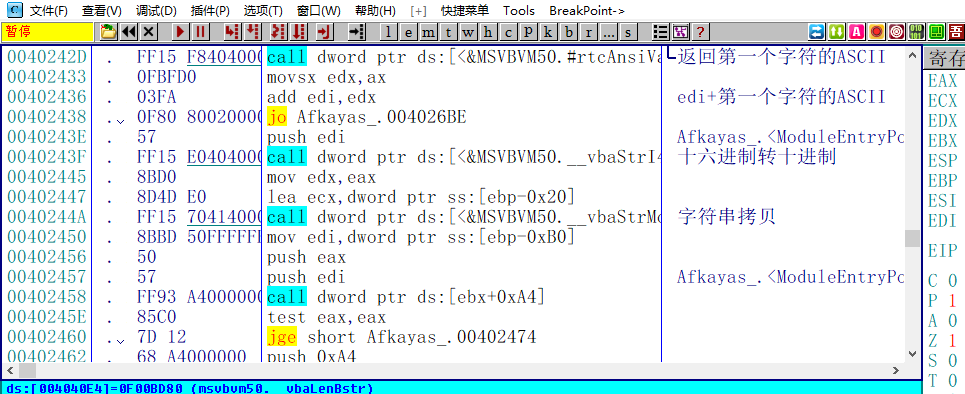 文件(F) 查看(V) 调试(D) 插件(P) 选项(T) 窗口(W) 帮助(H) [+] 快捷菜单 Tools BreakPoint->
暂停 l e m t w h c p k b r ... s
0040242D . FF15 F8404000 call dword ptr ds:[<&MSVBVM50.#rtcAnsiVa 返回第一个字符的ASCII
00402433 . 0FBFD0 movsx edx,ax
00402436 . 03FA add edi,edx edi+第一个字符的ASCII
00402438 . 0F80 80020000 jo Afkayas_.004026BE
0040243E . 57 push edi Afkayas_.<ModuleEntryPo
0040243F . FF15 E0404000 call dword ptr ds:[<&MSVBVM50.__vbaStrI4 十六进制转十进制
00402445 . 8BD0 mov edx,eax
00402447 . 8D4D E0 lea ecx,dword ptr ss:[ebp-0x20]
0040244A . FF15 70414000 call dword ptr ds:[<&MSVBVM50.__vbaStrMo 字符串拷贝
00402450 . 8BBD 50FFFFFF mov edi,dword ptr ss:[ebp-0xB0]
00402456 . 50 push eax
00402457 . 57 push edi Afkayas_.<ModuleEntryPo
00402458 . FF93 A4000000 call dword ptr ds:[ebx+0xA4]
0040245E . 85C0 test eax,eax
00402460 . 7D 12 jge short Afkayas_.00402474
00402462 . 68 A4000000 push 0xA4
寄存
EAX
ECX
EDX
EBX
ESP
EBP
ESI
EDI
EIP
C 0
P 1
A 0
Z 1
S 0
T 0
ds:[004040E4]=0F00BD80 (msvbvm50.__vbaLenBstr)